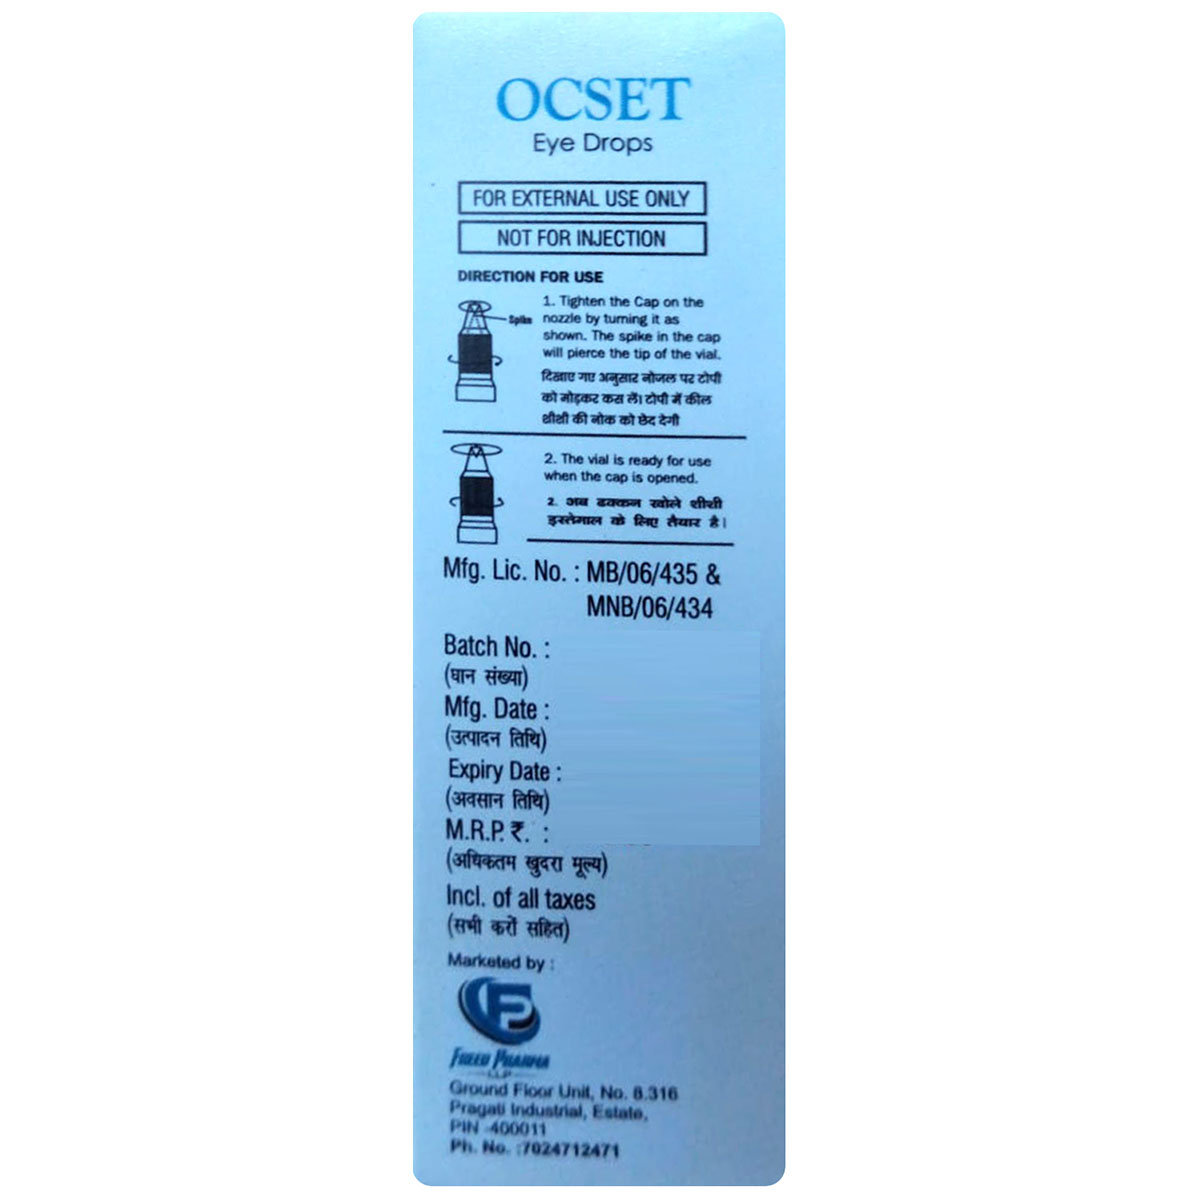 OCSET
Eye Drops
FOR EXTERNAL USE ONLY
NOT FOR INJECTION
DIRECTION FOR USE
Spike
1. Tighten the Cap on the
nozzle by turning it as
shown. The spike in the cap
will pierce the tip of the vial.
दिखाए गए अनुसार नोजल पर टोपी
को मोड़कर कस लें। टोपी में कील
शीशी की नोक को छेद देगी
2. The vial is ready for use
when the cap is opened.
2. अब ढक्कन खोले शीशी
इस्तेमाल के लिए तैयार है।
Mfg. Lic. No. : MB/06/435 &
MNB/06/434
Batch No. :
(घान संख्या)
Mfg. Date :
(उत्पादन तिथि)
Expiry Date :
(अवसान तिथि)
M.R.P. ₹. :
(अधिकतम खुदरा मूल्य)
Incl. of all taxes
(सभी करों सहित)
Marketed by :
FP
FREED PHARMA
LLP
Ground Floor Unit, No. 8.316
Pragati Industrial, Estate,
PIN -400011
Ph. No. :7024712471